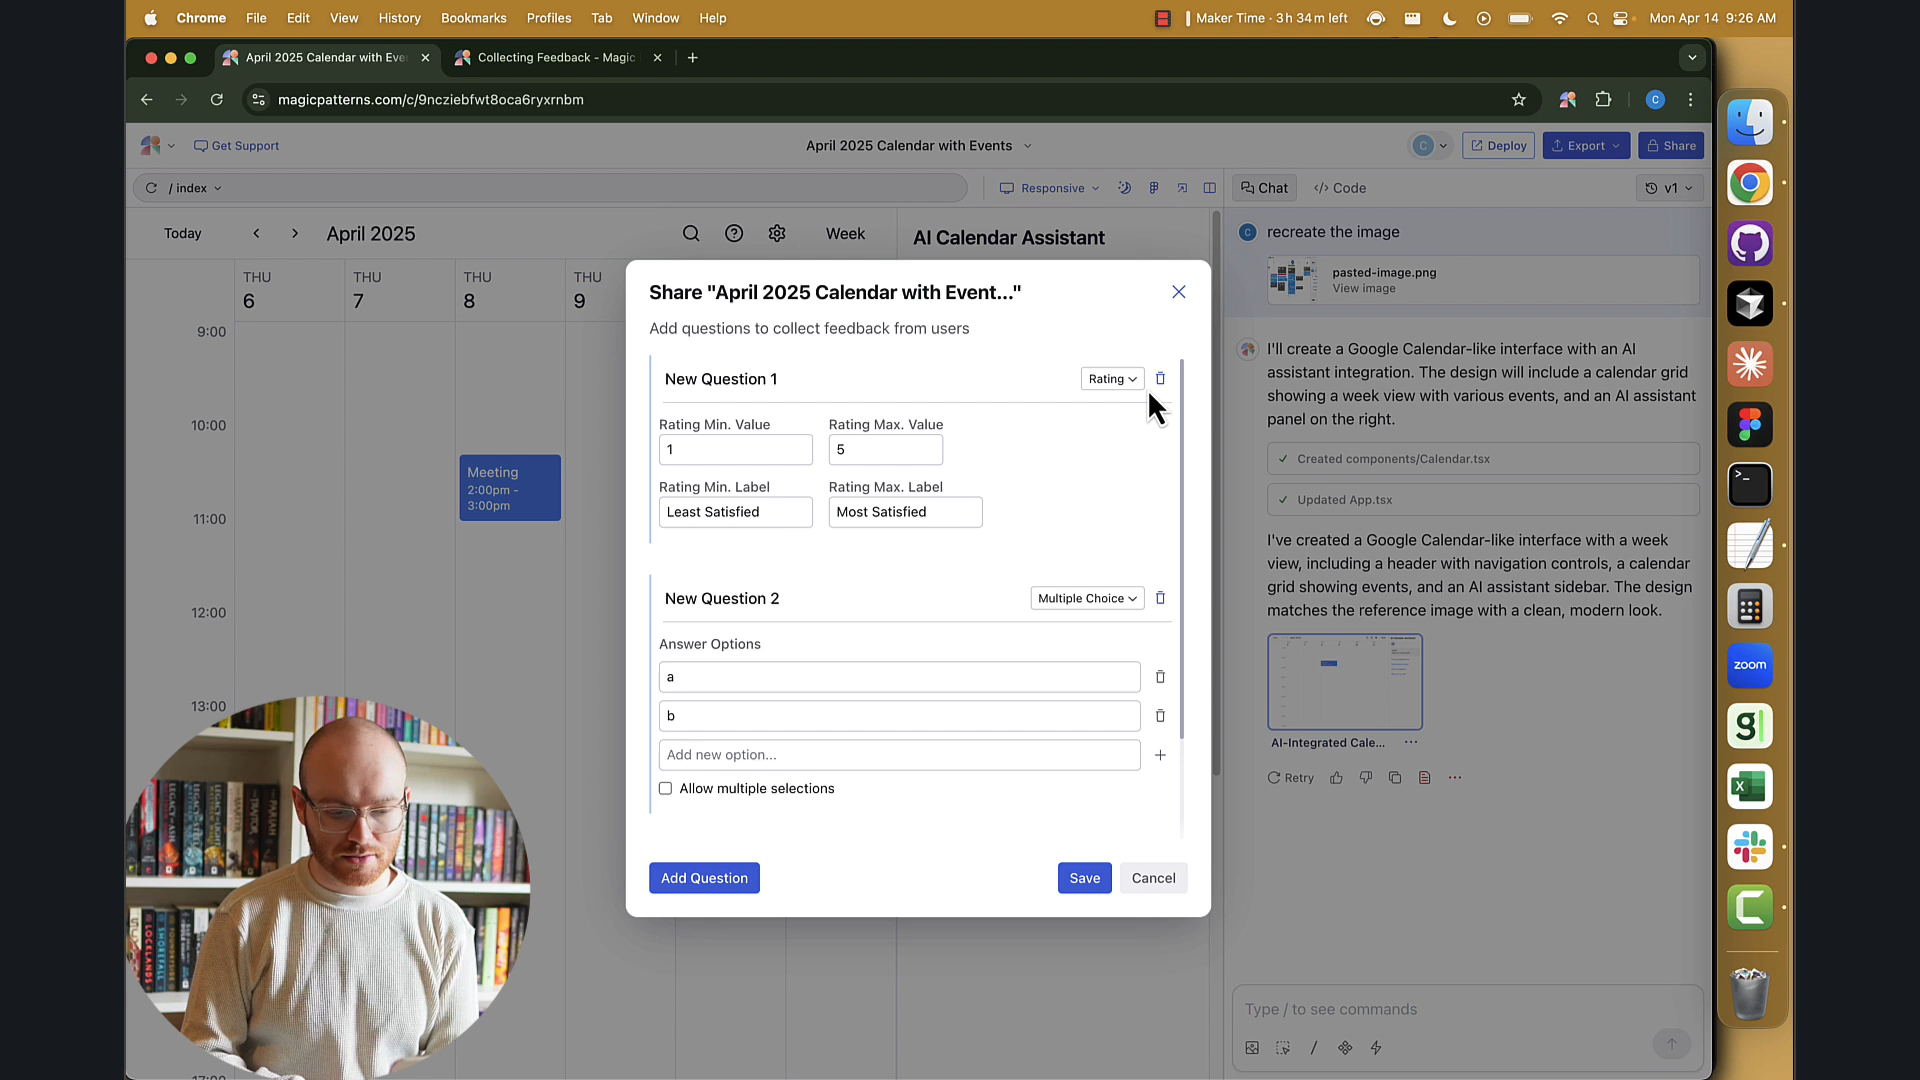 Chrome File Edit View History Bookmarks Profiles Tab Window Help
Maker Time · 3h 34m left
Mon Apr 14 9:26 AM
April 2025 Calendar with Eve
Collecting Feedback - Magic
magicpatterns.com/c/9ncziebfwt8oca6ryxrnbm
C
Get Support
April 2025 Calendar with Events
C
Deploy
Export
Share
/ index
Responsive
Chat
</> Code
v1
Today
April 2025
Week
AI Calendar Assistant
THU
6
THU
7
THU
8
THU
9
9:00
10:00
11:00
12:00
13:00
17:00
Meeting
2:00pm -
3:00pm
Share "April 2025 Calendar with Event..."
Add questions to collect feedback from users
New Question 1
Rating
Rating Min. Value
Rating Max. Value
1
5
Rating Min. Label
Rating Max. Label
Least Satisfied
Most Satisfied
New Question 2
Multiple Choice
Answer Options
a
b
Add new option...
Allow multiple selections
Add Question
Save
Cancel
C
recreate the image
pasted-image.png
View image
I'll create a Google Calendar-like interface with an AI
assistant integration. The design will include a calendar grid
showing a week view with various events, and an AI assistant
panel on the right.
Created components/Calendar.tsx
Updated App.tsx
I've created a Google Calendar-like interface with a week
view, including a header with navigation controls, a calendar
grid showing events, and an AI assistant sidebar. The design
matches the reference image with a clean, modern look.
AI-Integrated Cale...
Retry
Type / to see commands
zoom
LEGACY of ASH
LOCKLANDS
SHOREFALL
FOUNDRYSIDE